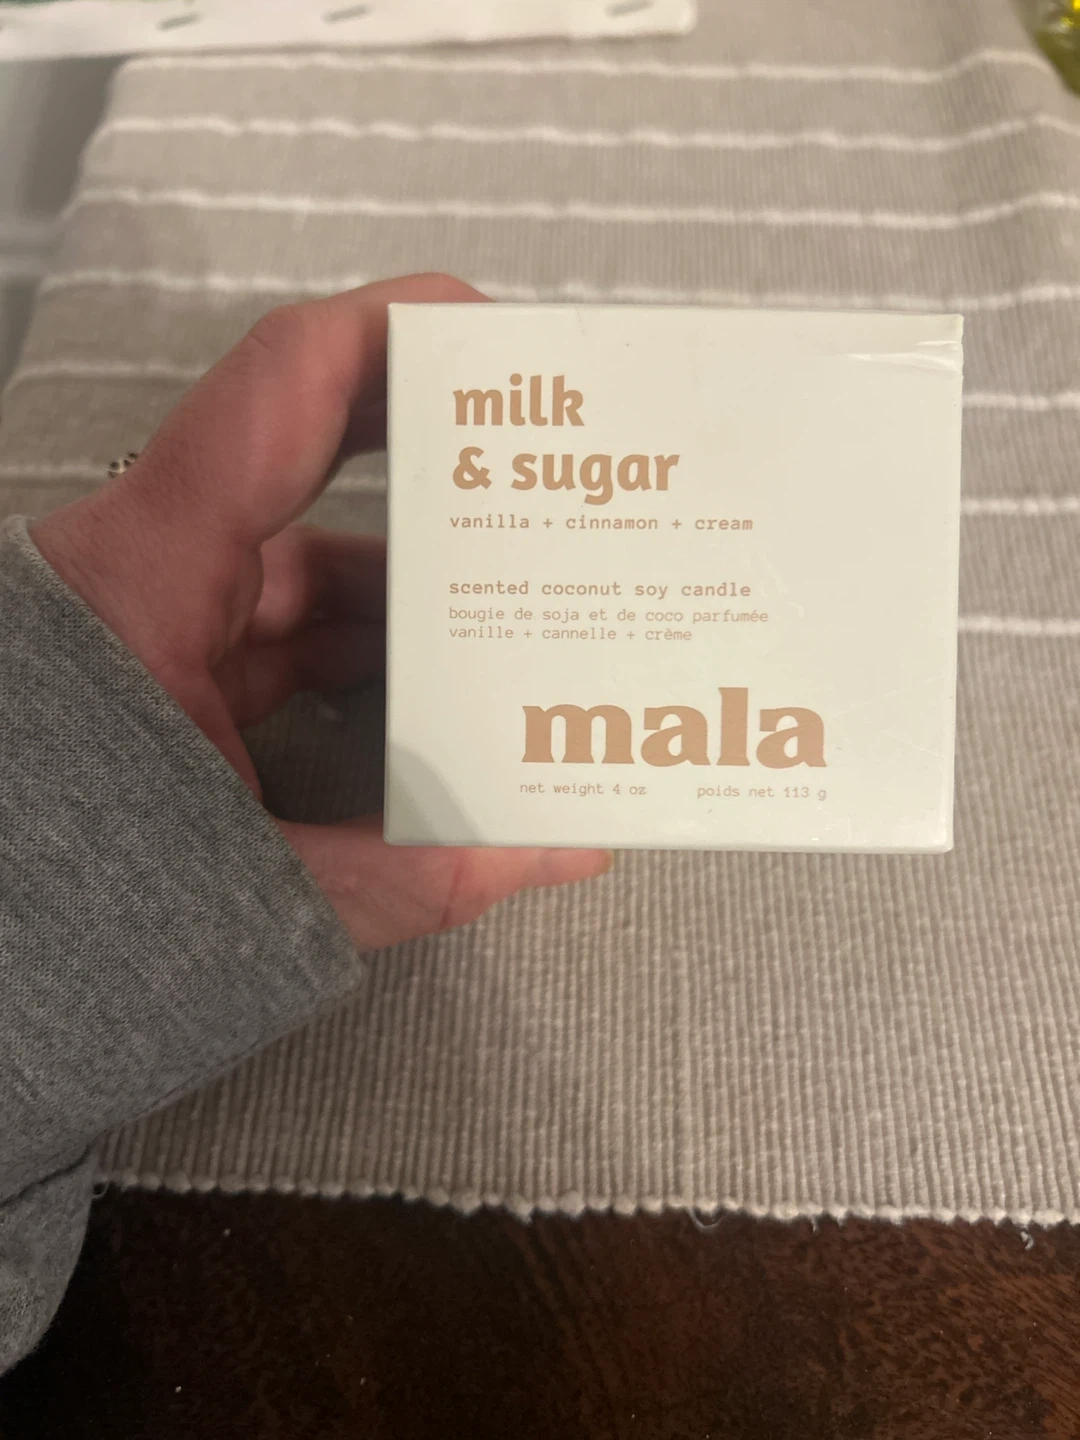 milk
& sugar
vanilla + cinnamon + cream
scented coconut soy candle
bougie de soja et de coco parfumée
vanille + cannelle + crème
mala
net weight 4 oz poids net 113 g